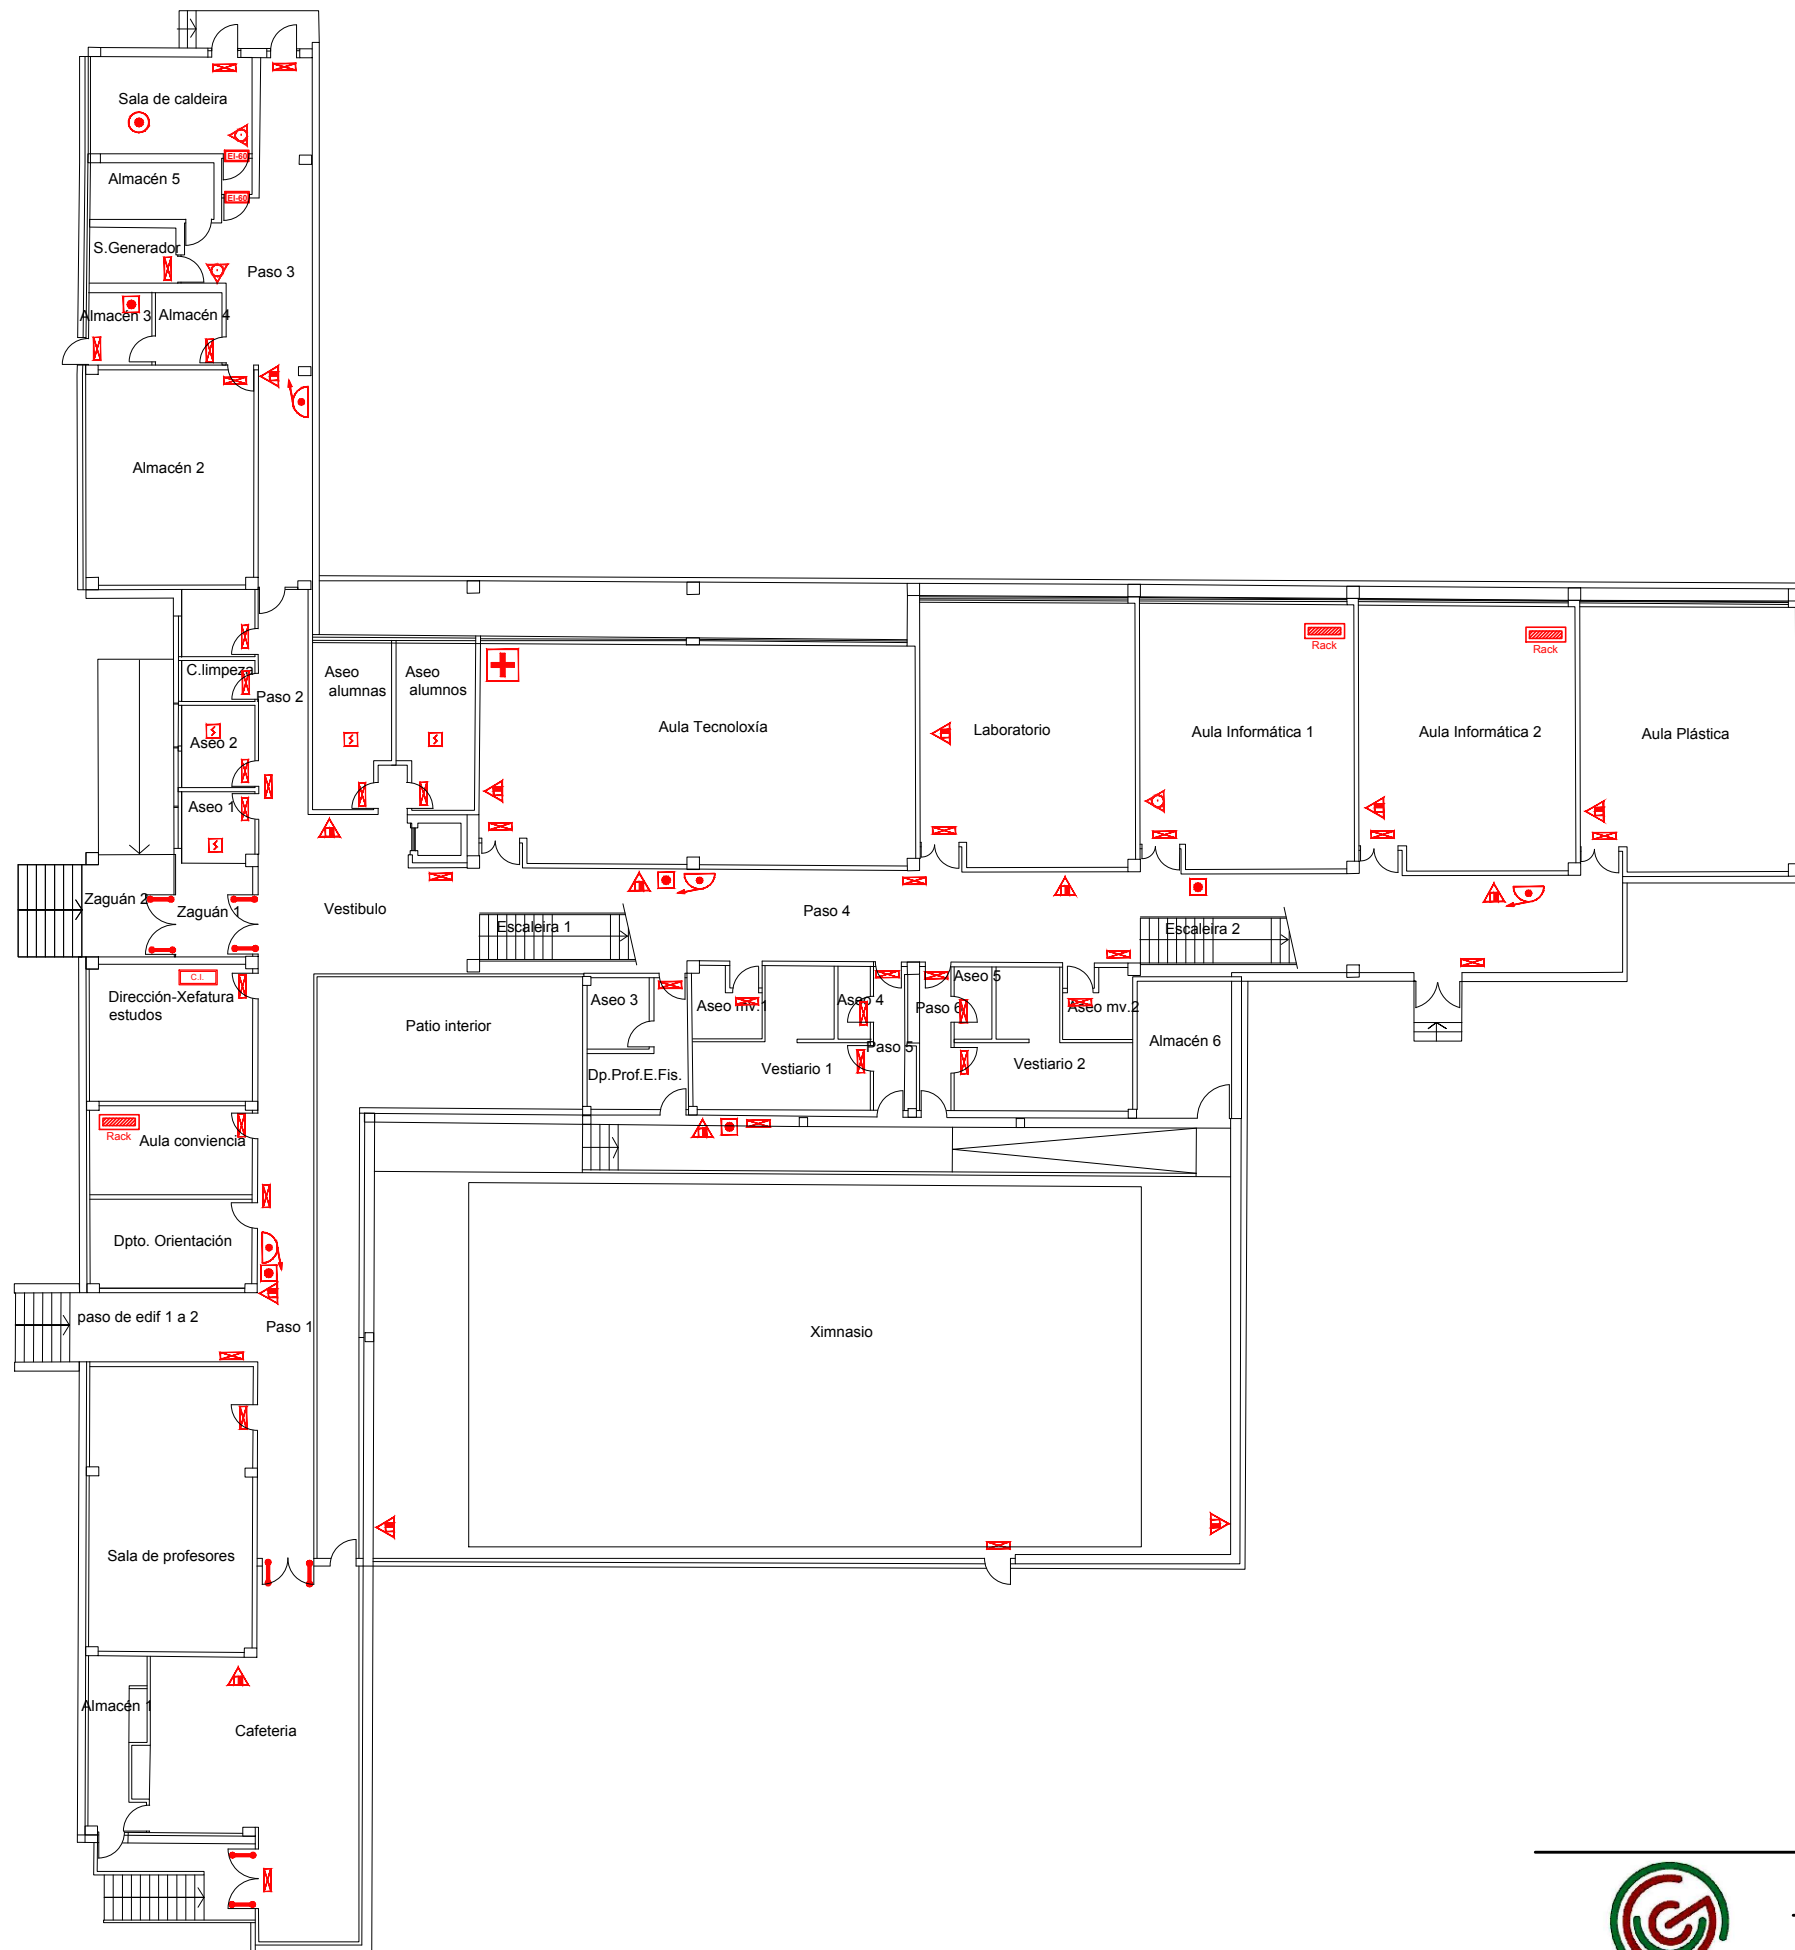 Sala de caldeira
EI-60
Almacén 5
EI-60
S.Generador
Paso 3
Almacén 3
Almacén 4
Almacén 2
C.limpeza
Paso 2
Aseo
alumnas
Aseo
alumnos
Aseo 2
Aseo 1
Aula Tecnoloxía
Laboratorio
Rack
Aula Informática 1
Rack
Aula Informática 2
Aula Plástica
Zaguán 2
Zaguán 1
Vestibulo
Escaleira 1
Paso 4
Escaleira 2
C.I.
Dirección-Xefatura
estudos
Patio interior
Aseo 3
Aseo mv.1
Aseo 4
Paso 6
Aseo 5
Aseo mv.2
Almacén 6
Dp.Prof.E.Fis.
Vestiario 1
Paso 5
Vestiario 2
Rack
Aula conviencia
Dpto. Orientación
paso de edif 1 a 2
Paso 1
Ximnasio
Sala de profesores
Almacén 1
Cafeteria